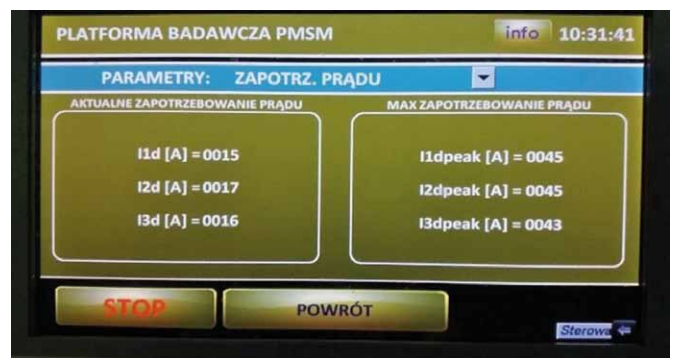 PLATFORMA BADAWCZA PMSM info 10:31:41
PARAMETRY: ZAPOTRZ. PRĄDU
AKTUALNE ZAPOTRZEBOWANIE PRĄDU
I1d [A] = 0015
I2d [A] = 0017
I3d [A] = 0016
MAX ZAPOTRZEBOWANIE PRĄDU
I1dpeak [A] = 0045
I2dpeak [A] = 0045
I3dpeak [A] = 0043
STOP POWRÓT
Sterowa